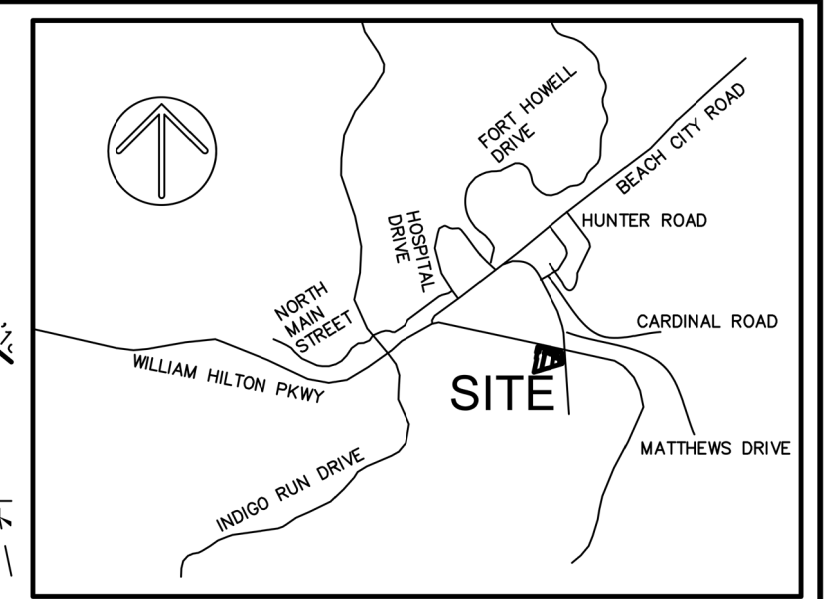 FORT HOWELL
DRIVE
BEACH CITY ROAD
HUNTER ROAD
HOSPITAL
DRIVE
NORTH
MAIN
STREET
CARDINAL ROAD
WILLIAM HILTON PKWY
SITE
MATTHEWS DRIVE
INDIGO RUN DRIVE